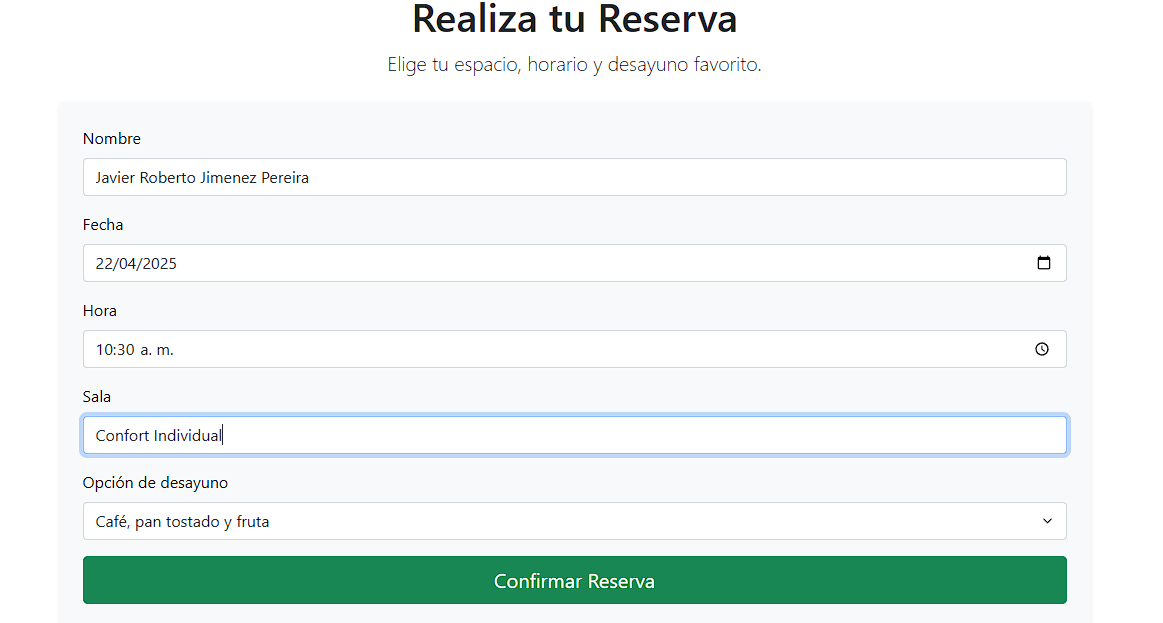 Realiza tu Reserva
Elige tu espacio, horario y desayuno favorito.
Nombre
Javier Roberto Jimenez Pereira
Fecha
22/04/2025
Hora
10:30 a. m.
Sala
Confort Individual
Opción de desayuno
Café, pan tostado y fruta
Confirmar Reserva